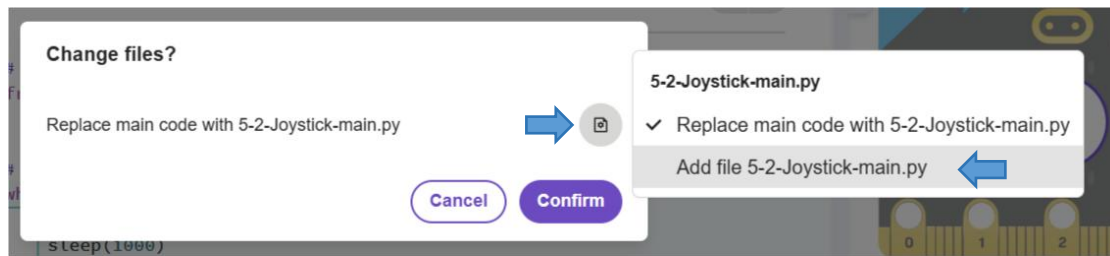 Change files?
Replace main code with 5-2-Joystick-main.py
Cancel
Confirm
5-2-Joystick-main.py
Replace main code with 5-2-Joystick-main.py
Add file 5-2-Joystick-main.py
#
fr
#
wh
sleep(1000)
0 1 2